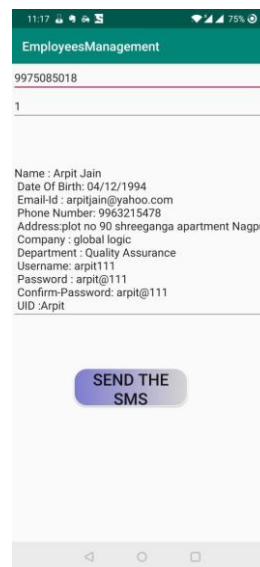 11:17 75%
EmployeesManagement
9975085018
1
Name : Arpit Jain
Date Of Birth: 04/12/1994
Email-Id : arpitjain@yahoo.com
Phone Number: 9963215478
Address:plot no 90 shreeganga apartment Nagpu
Company : global logic
Department : Quality Assurance
Username: arpit111
Password : arpit@111
Confirm-Password: arpit@111
UID :Arpit
SEND THE
SMS